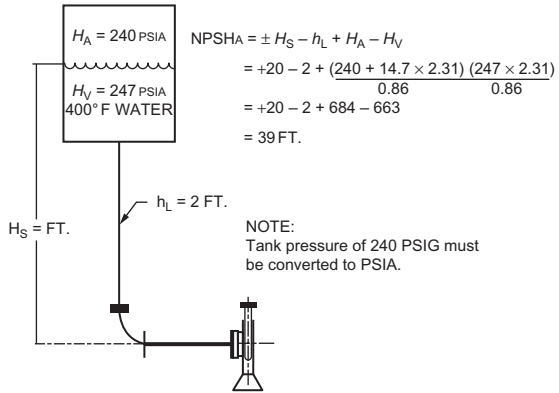 H_A = 240 PSIA
H_V = 247 PSIA
400° F WATER
NPSHA = ± H_S – h_L + H_A – H_V
= +20 – 2 + (240 + 14.7 × 2.31) (247 × 2.31)
0.86 0.86
= +20 – 2 + 684 – 663
= 39 FT.
h_L = 2 FT.
H_S = FT.
NOTE:
Tank pressure of 240 PSIG must
be converted to PSIA.